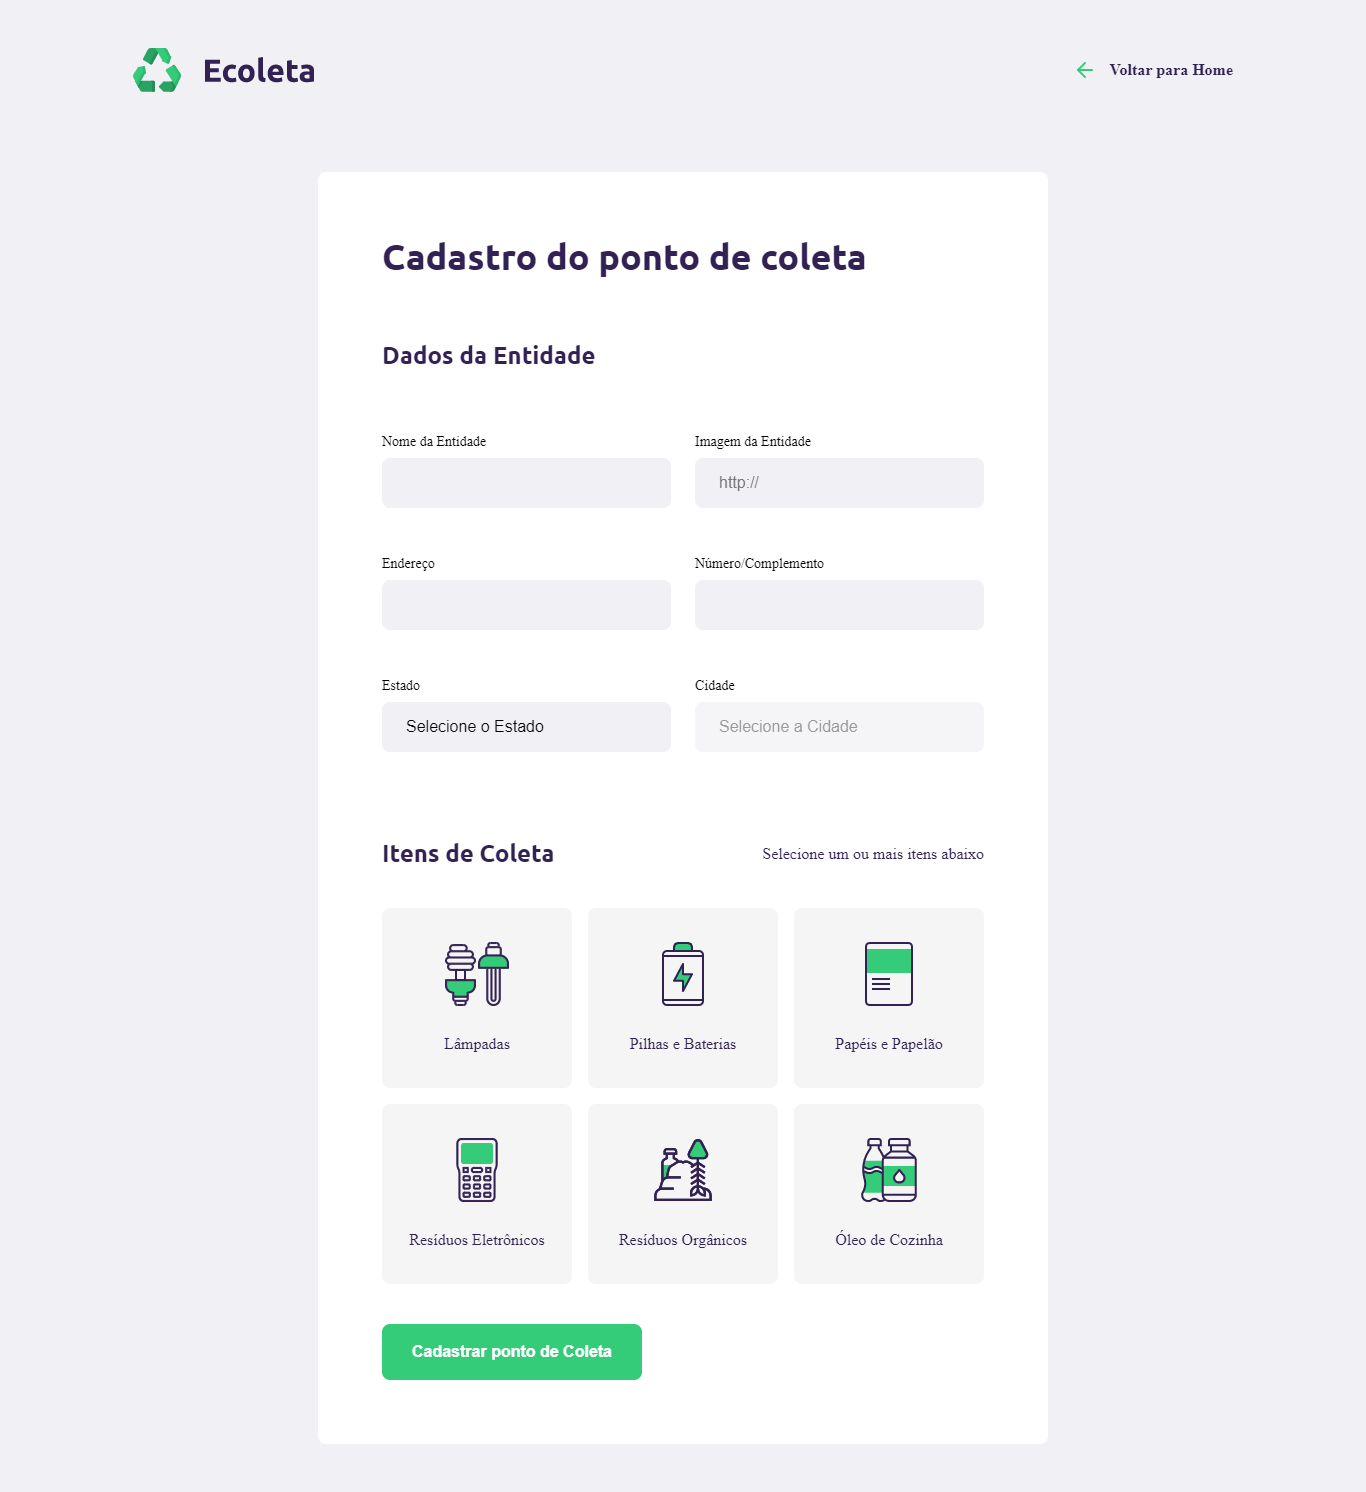 Ecoleta
Voltar para Home
Cadastro do ponto de coleta
Dados da Entidade
Nome da Entidade
Imagem da Entidade
http://
Endereço
Número/Complemento
Estado
Cidade
Selecione o Estado
Selecione a Cidade
Itens de Coleta
Selecione um ou mais itens abaixo
Lâmpadas
Pilhas e Baterias
Papéis e Papelão
Resíduos Eletrônicos
Resíduos Orgânicos
Óleo de Cozinha
Cadastrar ponto de Coleta